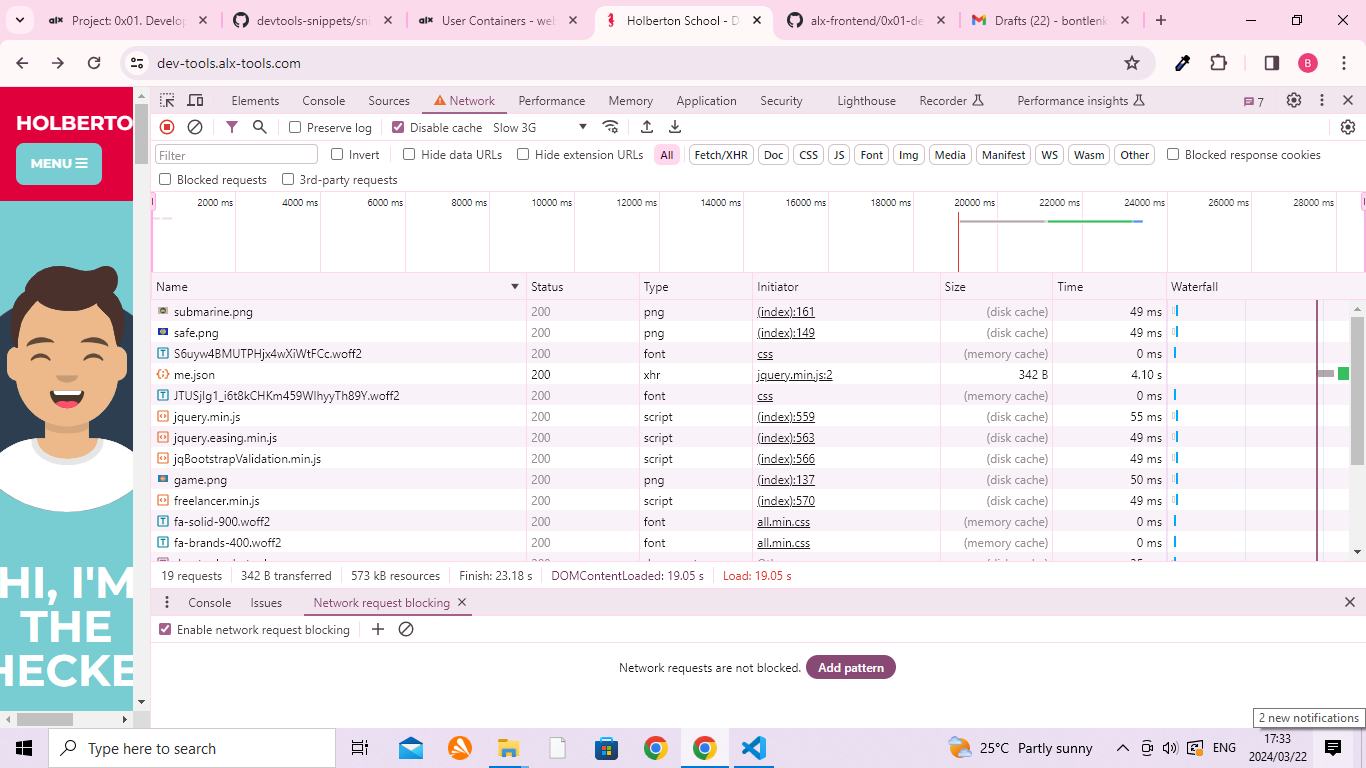 Project: 0x01. Develop
devtools-snippets/sni
User Containers - web
Holberton School - D
alx-frontend/0x01-de
Drafts (22) - bontlenk
dev-tools.alx-tools.com
B
Elements Console Sources Network Performance Memory Application Security Lighthouse Recorder Performance insights 7
Preserve log Disable cache Slow 3G
Filter Invert Hide data URLs Hide extension URLs All Fetch/XHR Doc CSS JS Font Img Media Manifest WS Wasm Other Blocked response cookies
Blocked requests 3rd-party requests
2000 ms 4000 ms 6000 ms 8000 ms 10000 ms 12000 ms 14000 ms 16000 ms 18000 ms 20000 ms 22000 ms 24000 ms 26000 ms 28000 ms
Name Status Type Initiator Size Time Waterfall
submarine.png 200 png (index):161 (disk cache) 49 ms
safe.png 200 png (index):149 (disk cache) 49 ms
S6uyw4BMUTPHjx4wXiWtFCc.woff2 200 font css (memory cache) 0 ms
me.json 200 xhr jquery.min.js:2 342 B 4.10 s
JTUSjIg1_i6t8kCHKm459WlhyyTh89Y.woff2 200 font css (memory cache) 0 ms
jquery.min.js 200 script (index):559 (disk cache) 55 ms
jquery.easing.min.js 200 script (index):563 (disk cache) 49 ms
jqBootstrapValidation.min.js 200 script (index):566 (disk cache) 49 ms
game.png 200 png (index):137 (disk cache) 50 ms
freelancer.min.js 200 script (index):570 (disk cache) 49 ms
fa-solid-900.woff2 200 font all.min.css (memory cache) 0 ms
fa-brands-400.woff2 200 font all.min.css (memory cache) 0 ms
19 requests 342 B transferred 573 kB resources Finish: 23.18 s DOMContentLoaded: 19.05 s Load: 19.05 s
Console Issues Network request blocking
Enable network request blocking
Network requests are not blocked. Add pattern
HOLBERTO
MENU
HI, I'M
THE
HECKE
2 new notifications
Type here to search
25°C Partly sunny
ENG
17:33
2024/03/22